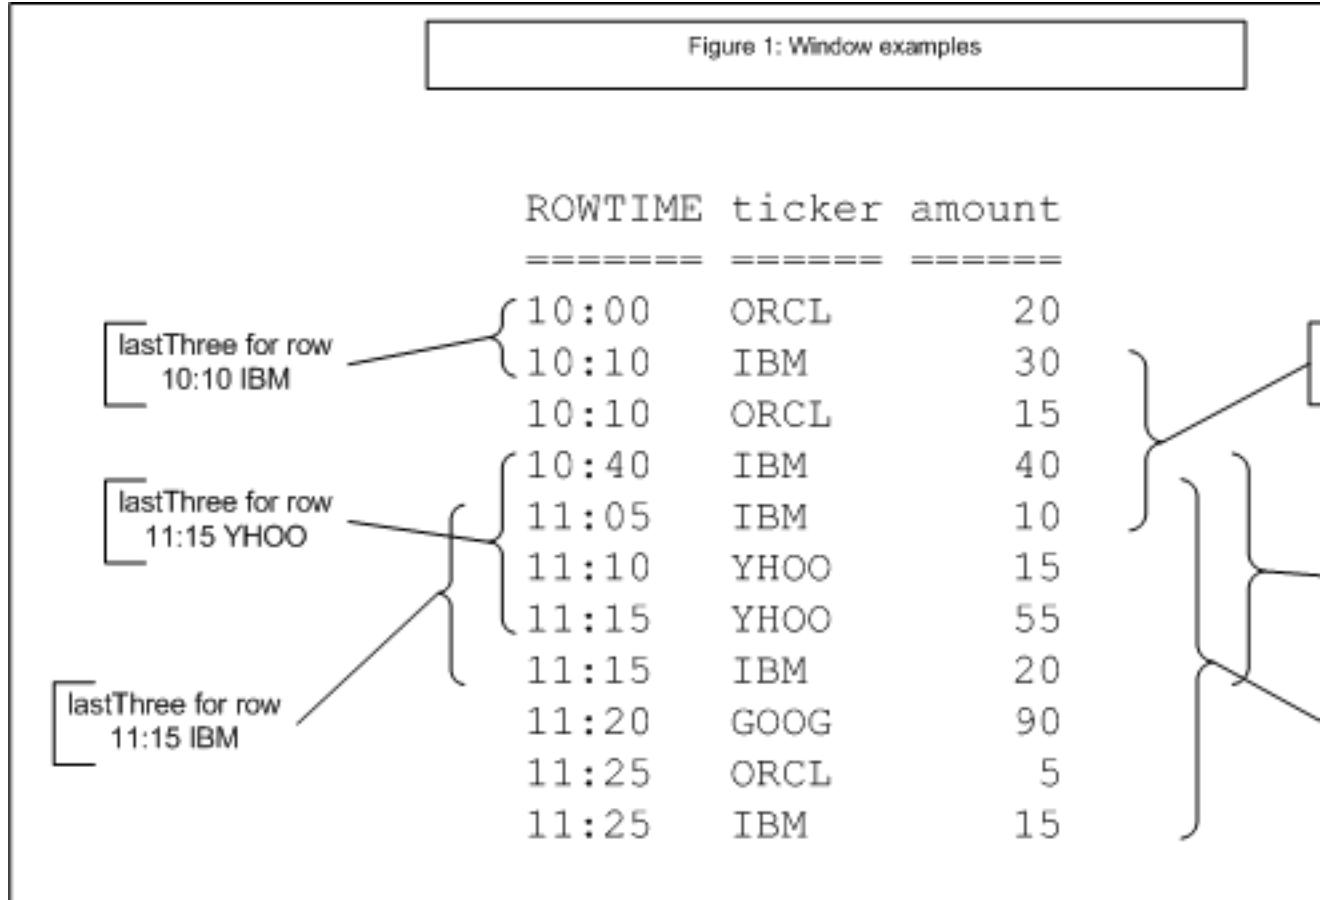 Figure 1: Window examples
ROWTIME ticker amount
======= ====== ======
10:00 ORCL 20
10:10 IBM 30
10:10 ORCL 15
10:40 IBM 40
11:05 IBM 10
11:10 YHOO 15
11:15 YHOO 55
11:15 IBM 20
11:20 GOOG 90
11:25 ORCL 5
11:25 IBM 15
lastThree for row
10:10 IBM
lastThree for row
11:15 YHOO
lastThree for row
11:15 IBM